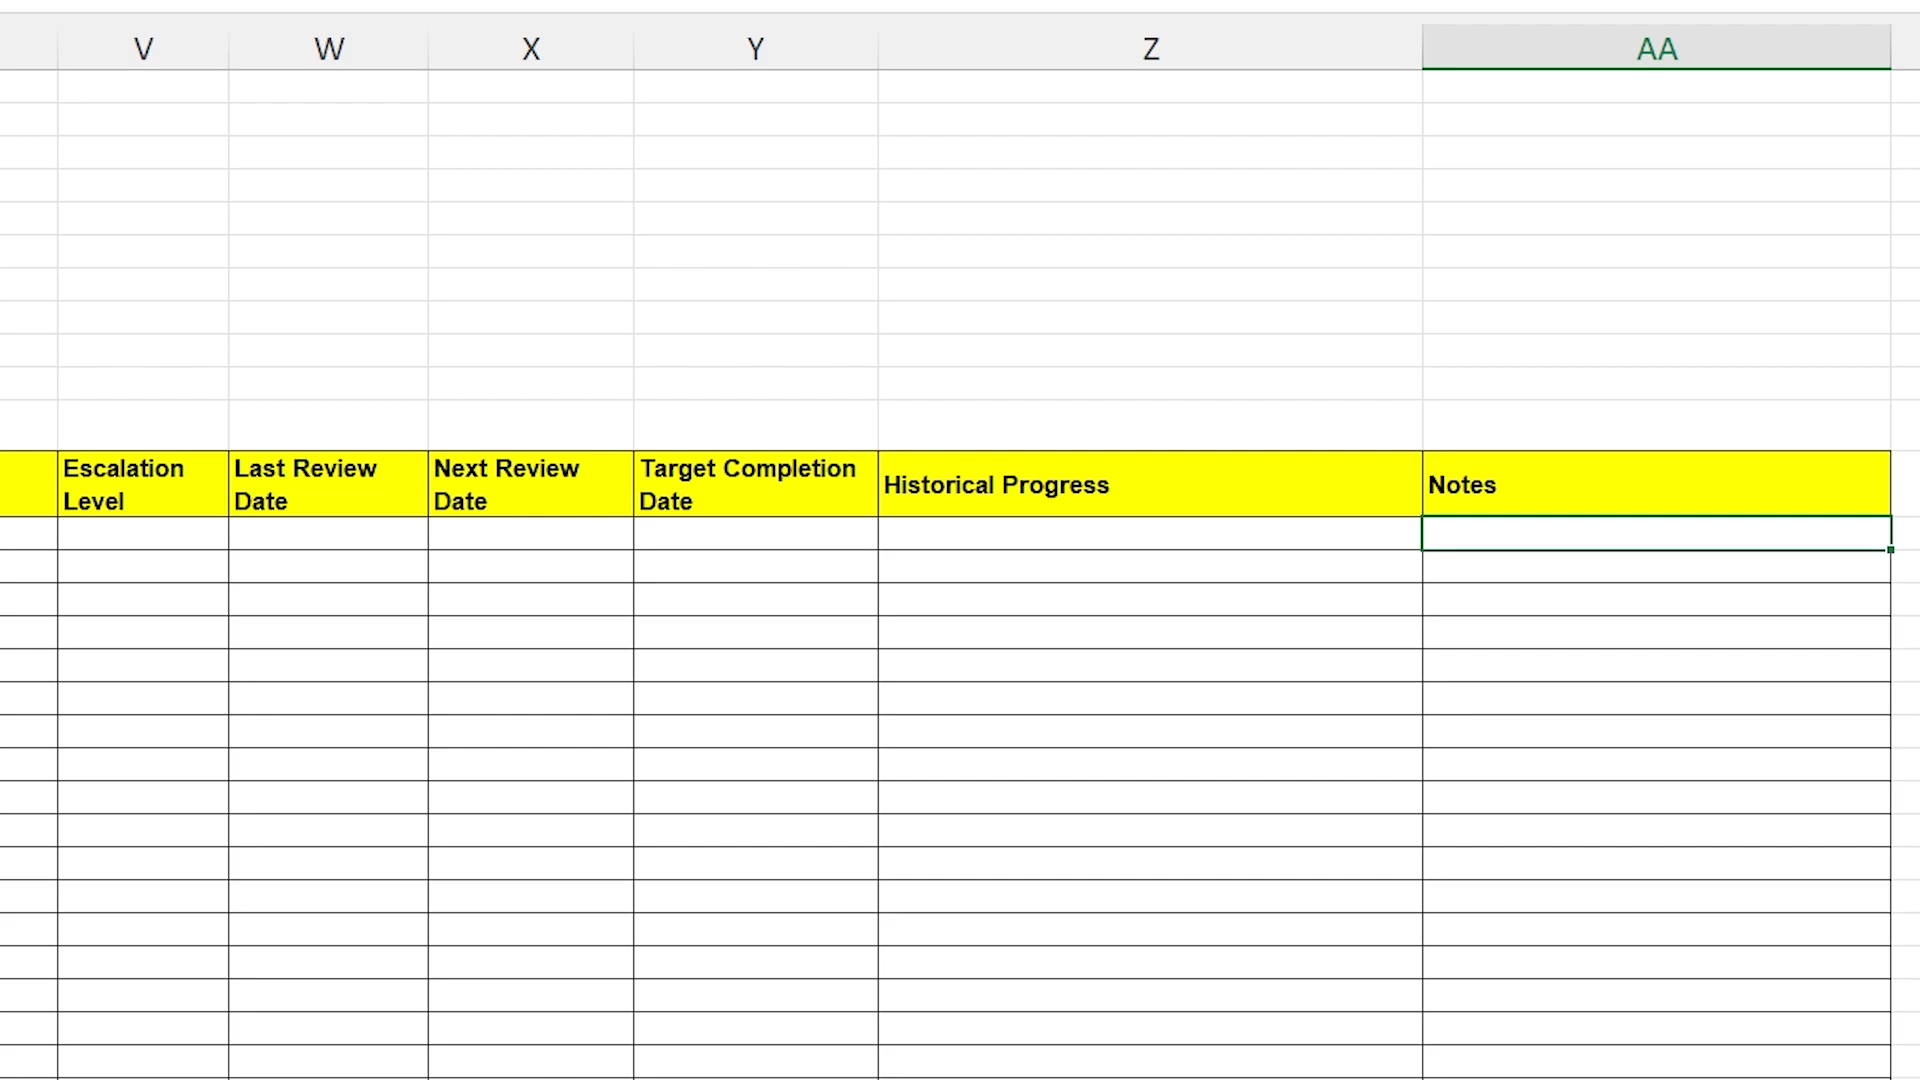 V W X Y Z AA
Escalation Level
Last Review Date
Next Review Date
Target Completion Date
Historical Progress
Notes